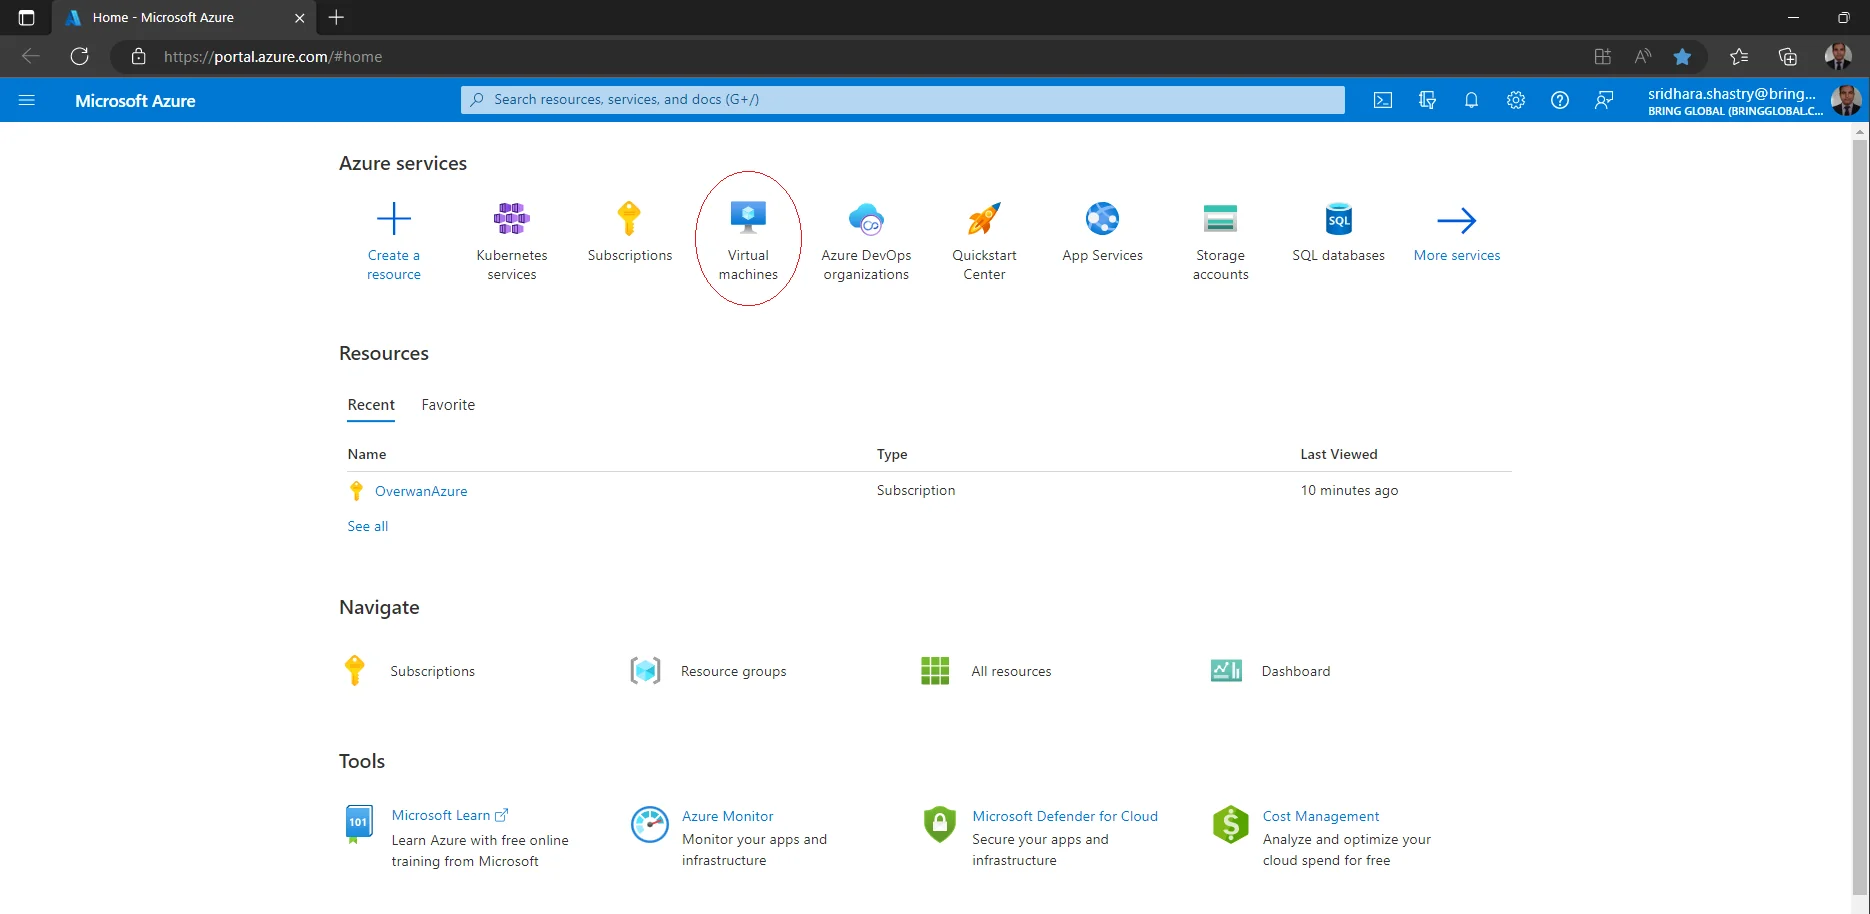 Home - Microsoft Azure
https://portal.azure.com/#home
Microsoft Azure
Search resources, services, and docs (G+/)
sridhara.shastry@bring...
BRING GLOBAL (BRINGGLOBAL.C...
Azure services
Create a
resource
Kubernetes
services
Subscriptions
Virtual
machines
Azure DevOps
organizations
Quickstart
Center
App Services
Storage
accounts
SQL
SQL databases
More services
Resources
Recent
Favorite
Name
Type
Last Viewed
OverwanAzure
Subscription
10 minutes ago
See all
Navigate
Subscriptions
Resource groups
All resources
Dashboard
Tools
101
Microsoft Learn
Learn Azure with free online
training from Microsoft
Azure Monitor
Monitor your apps and
infrastructure
Microsoft Defender for Cloud
Secure your apps and
infrastructure
Cost Management
Analyze and optimize your
cloud spend for free